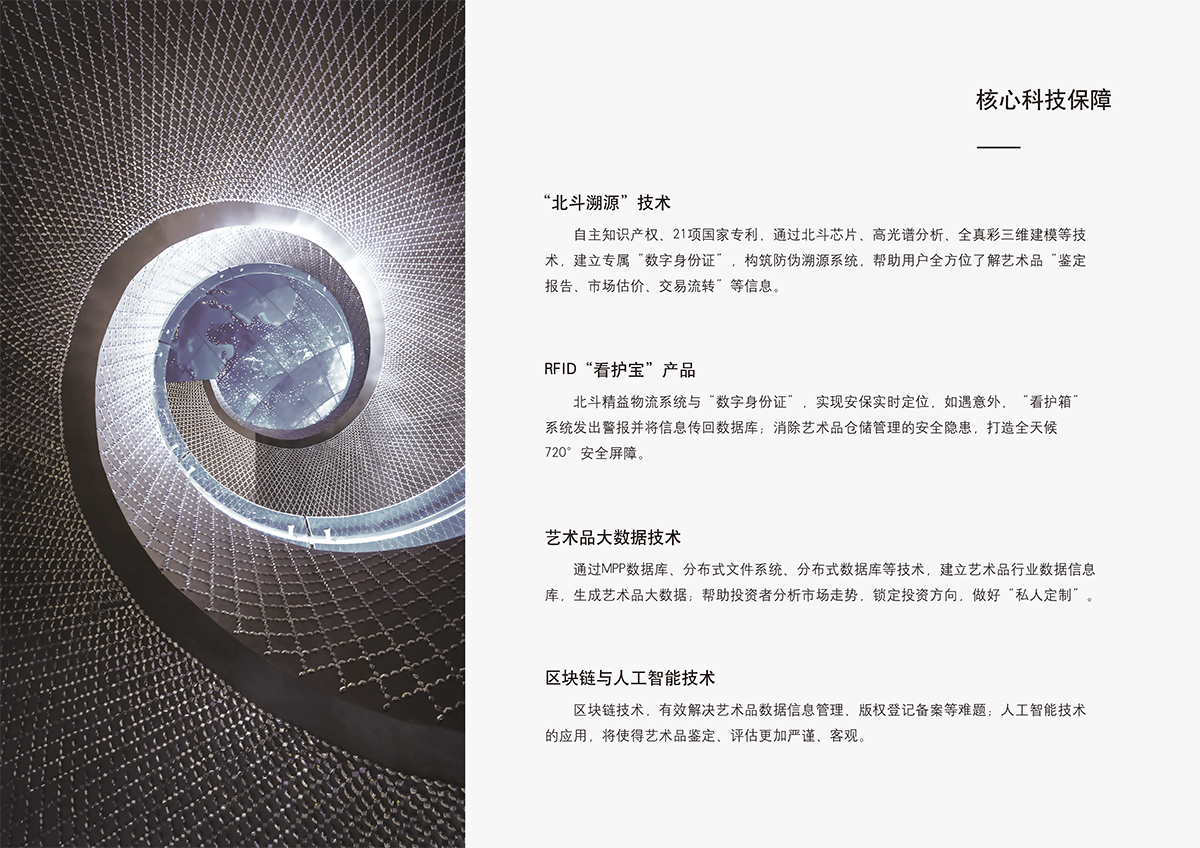 核心科技保障
“北斗溯源”技术
自主知识产权、21项国家专利，通过北斗芯片、高光谱分析、全真彩三维建模等技
术，建立专属“数字身份证”，构筑防伪溯源系统，帮助用户全方位了解艺术品“鉴定
报告、市场估价、交易流转”等信息。
RFID“看护宝”产品
北斗精益物流系统与“数字身份证”，实现安保实时定位，如遇意外，“看护箱”
系统发出警报并将信息传回数据库；消除艺术品仓储管理的安全隐患，打造全天候
720°安全屏障。
艺术品大数据技术
通过MPP数据库、分布式文件系统、分布式数据库等技术，建立艺术品行业数据信息
库，生成艺术品大数据；帮助投资者分析市场走势，锁定投资方向，做好“私人定制”。
区块链与人工智能技术
区块链技术，有效解决艺术品数据信息管理、版权登记备案等难题；人工智能技术
的应用，将使得艺术品鉴定、评估更加严谨、客观。